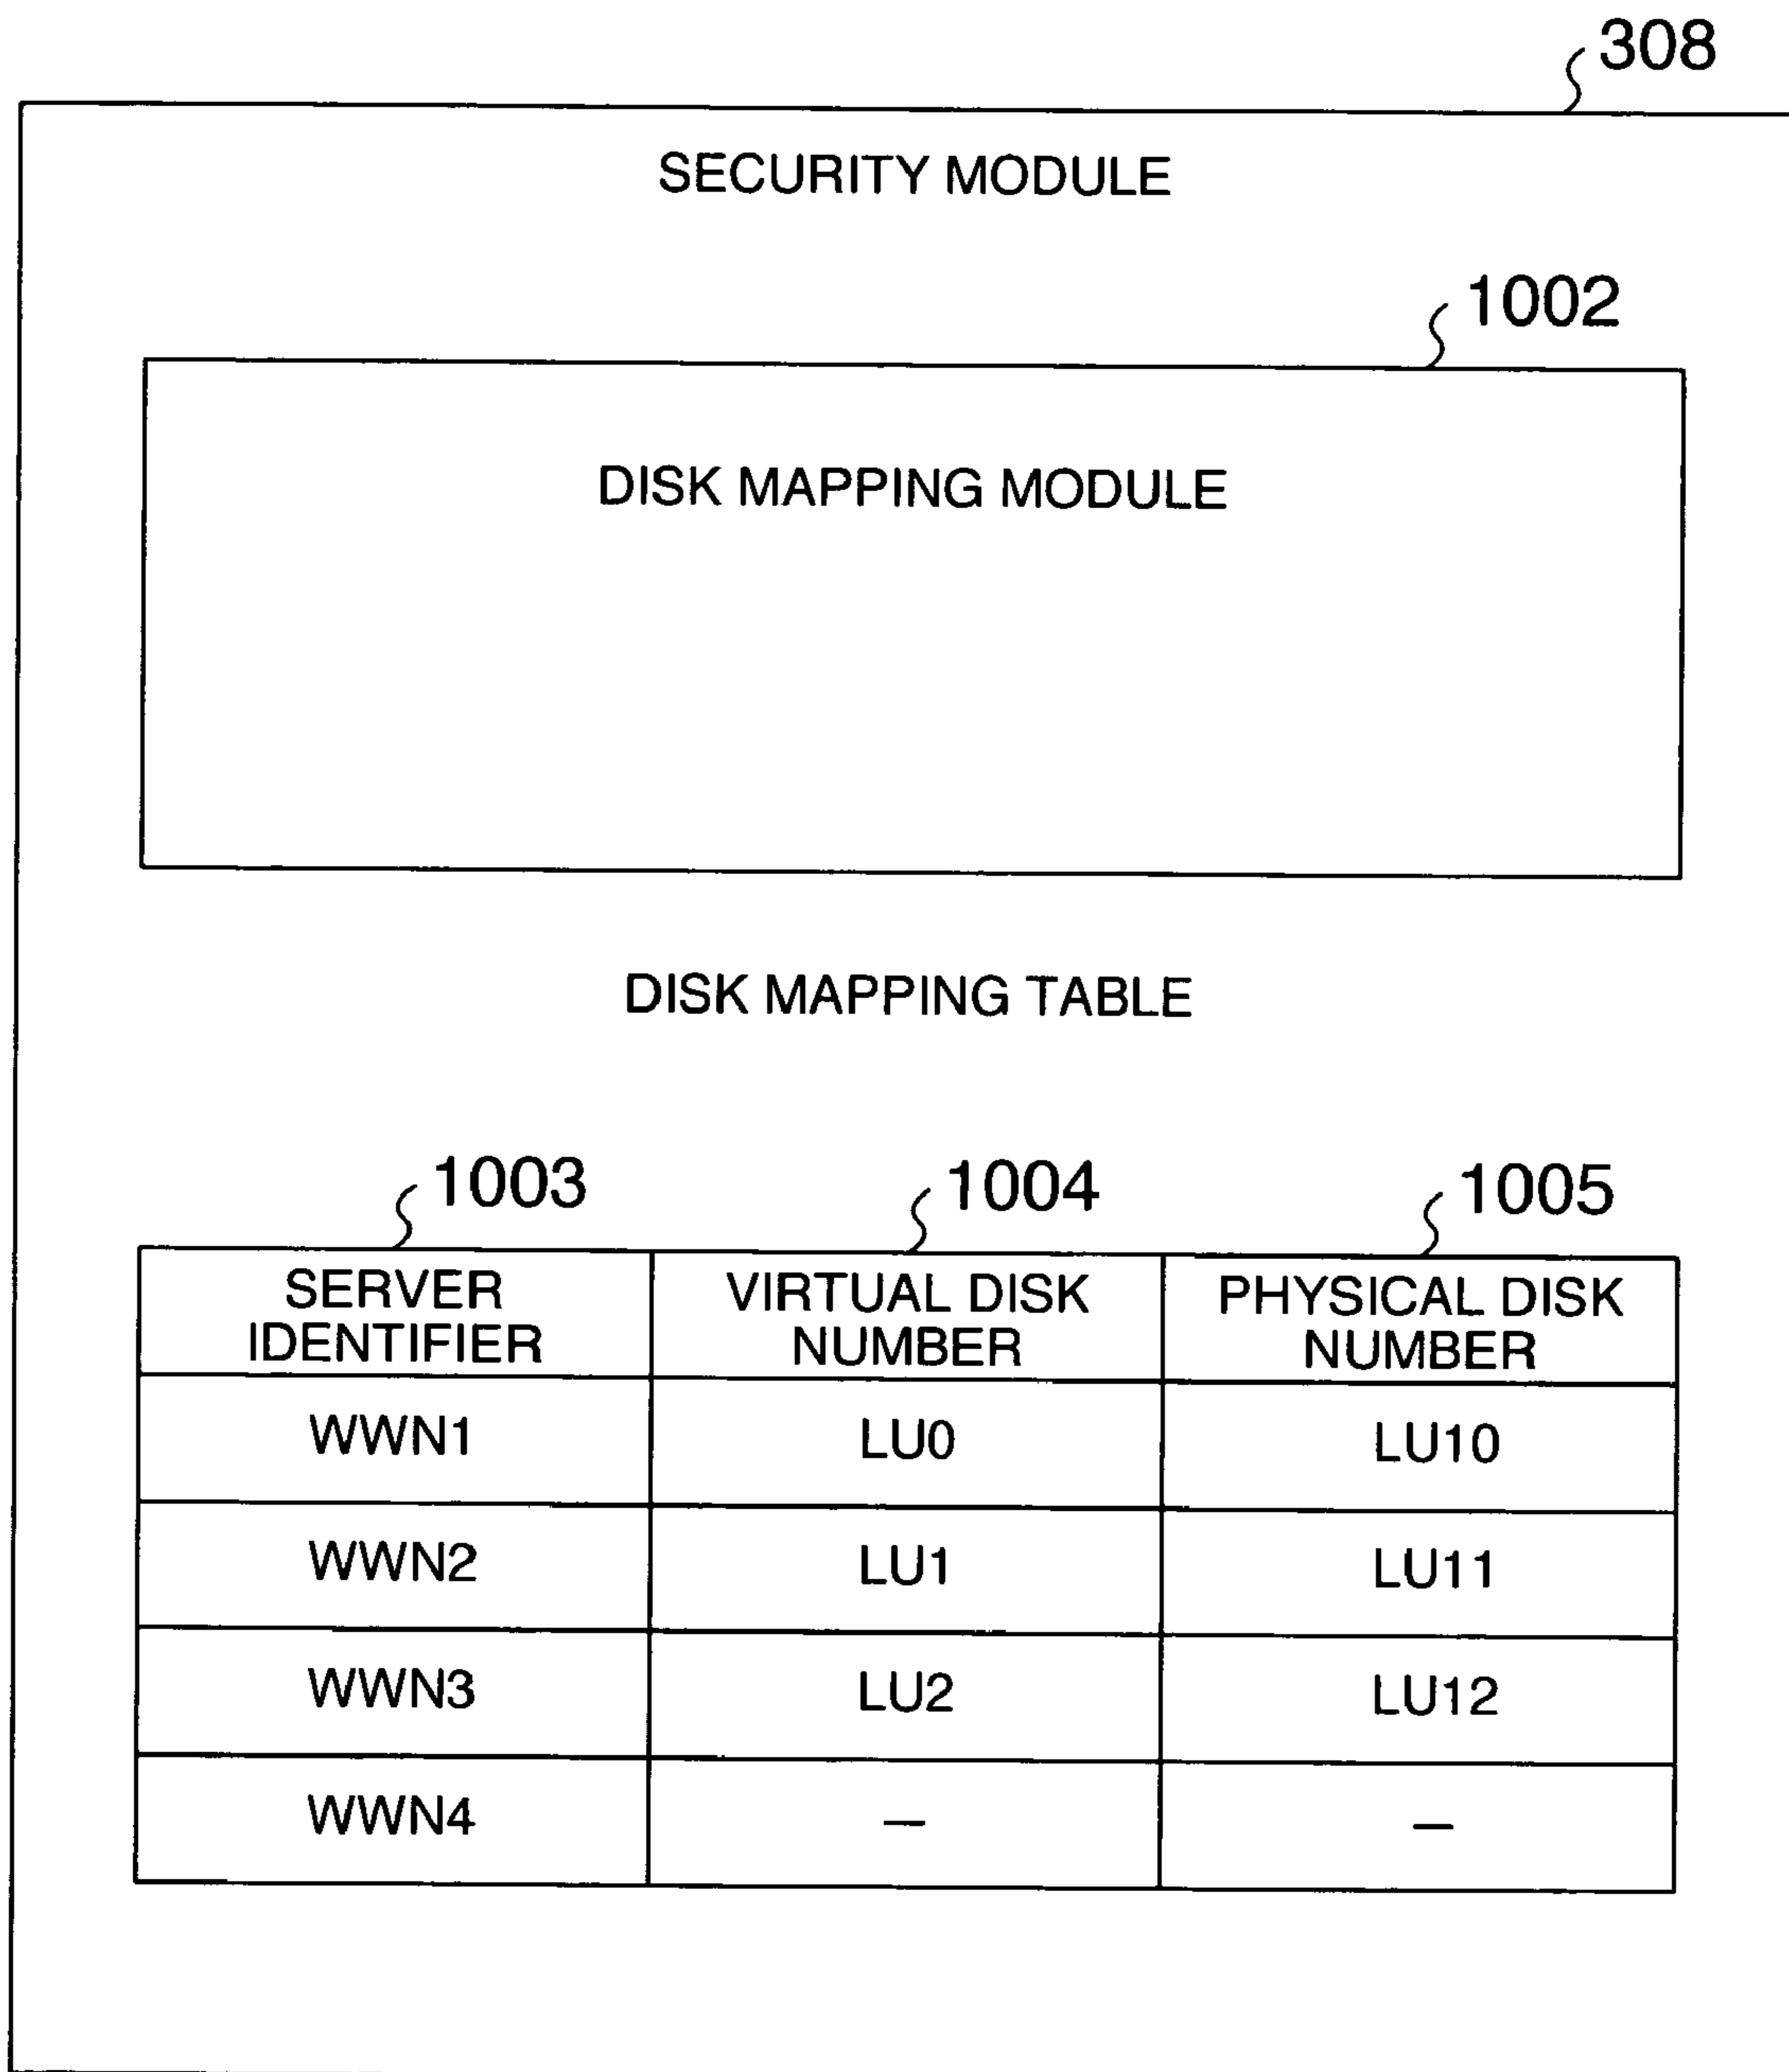 308
SECURITY MODULE
1002
DISK MAPPING MODULE
DISK MAPPING TABLE
1003 1004 1005
SERVER IDENTIFIER VIRTUAL DISK NUMBER PHYSICAL DISK NUMBER
WWN1 LU0 LU10
WWN2 LU1 LU11
WWN3 LU2 LU12
WWN4 — —